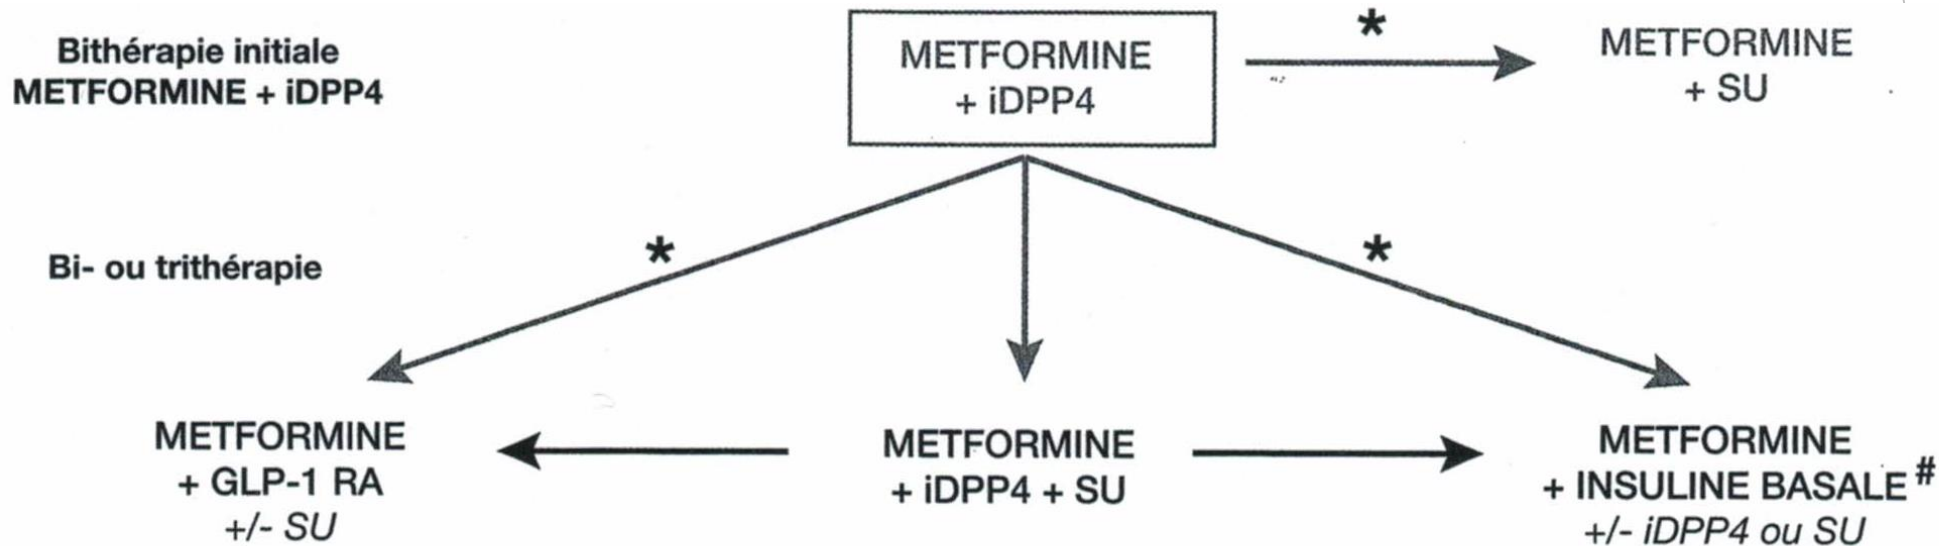 Bithérapie initiale
METFORMINE + iDPP4
METFORMINE
+ iDPP4
*
METFORMINE
+ SU
Bi- ou trithérapie
*
*
METFORMINE
+ GLP-1 RA
+/- SU
METFORMINE
+ iDPP4 + SU
METFORMINE
+ INSULINE BASALE #
+/- iDPP4 ou SU